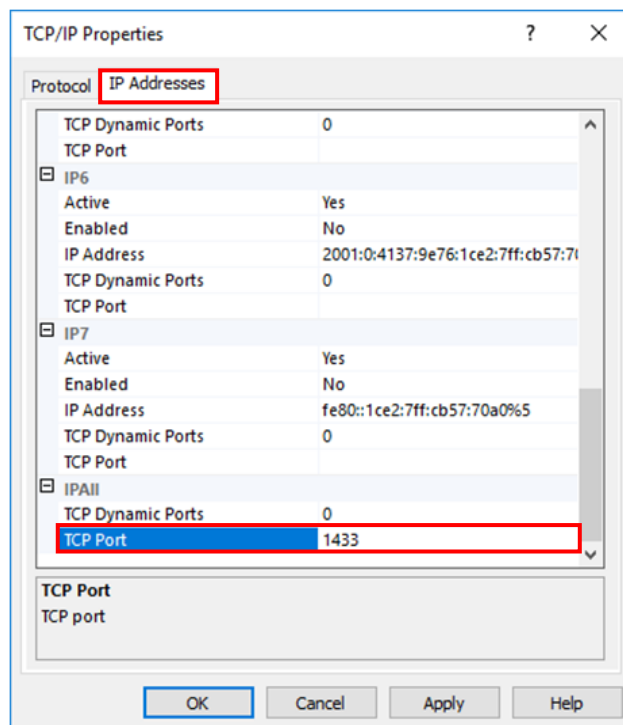 TCP/IP Properties ?
Protocol IP Addresses
TCP Dynamic Ports 0
TCP Port
IP6
Active Yes
Enabled No
IP Address 2001:0:4137:9e76:1ce2:7ff:cb57:70
TCP Dynamic Ports 0
TCP Port
IP7
Active Yes
Enabled No
IP Address fe80::1ce2:7ff:cb57:70a0%5
TCP Dynamic Ports 0
TCP Port
IPAll
TCP Dynamic Ports 0
TCP Port 1433
TCP Port
TCP port
OK Cancel Apply Help